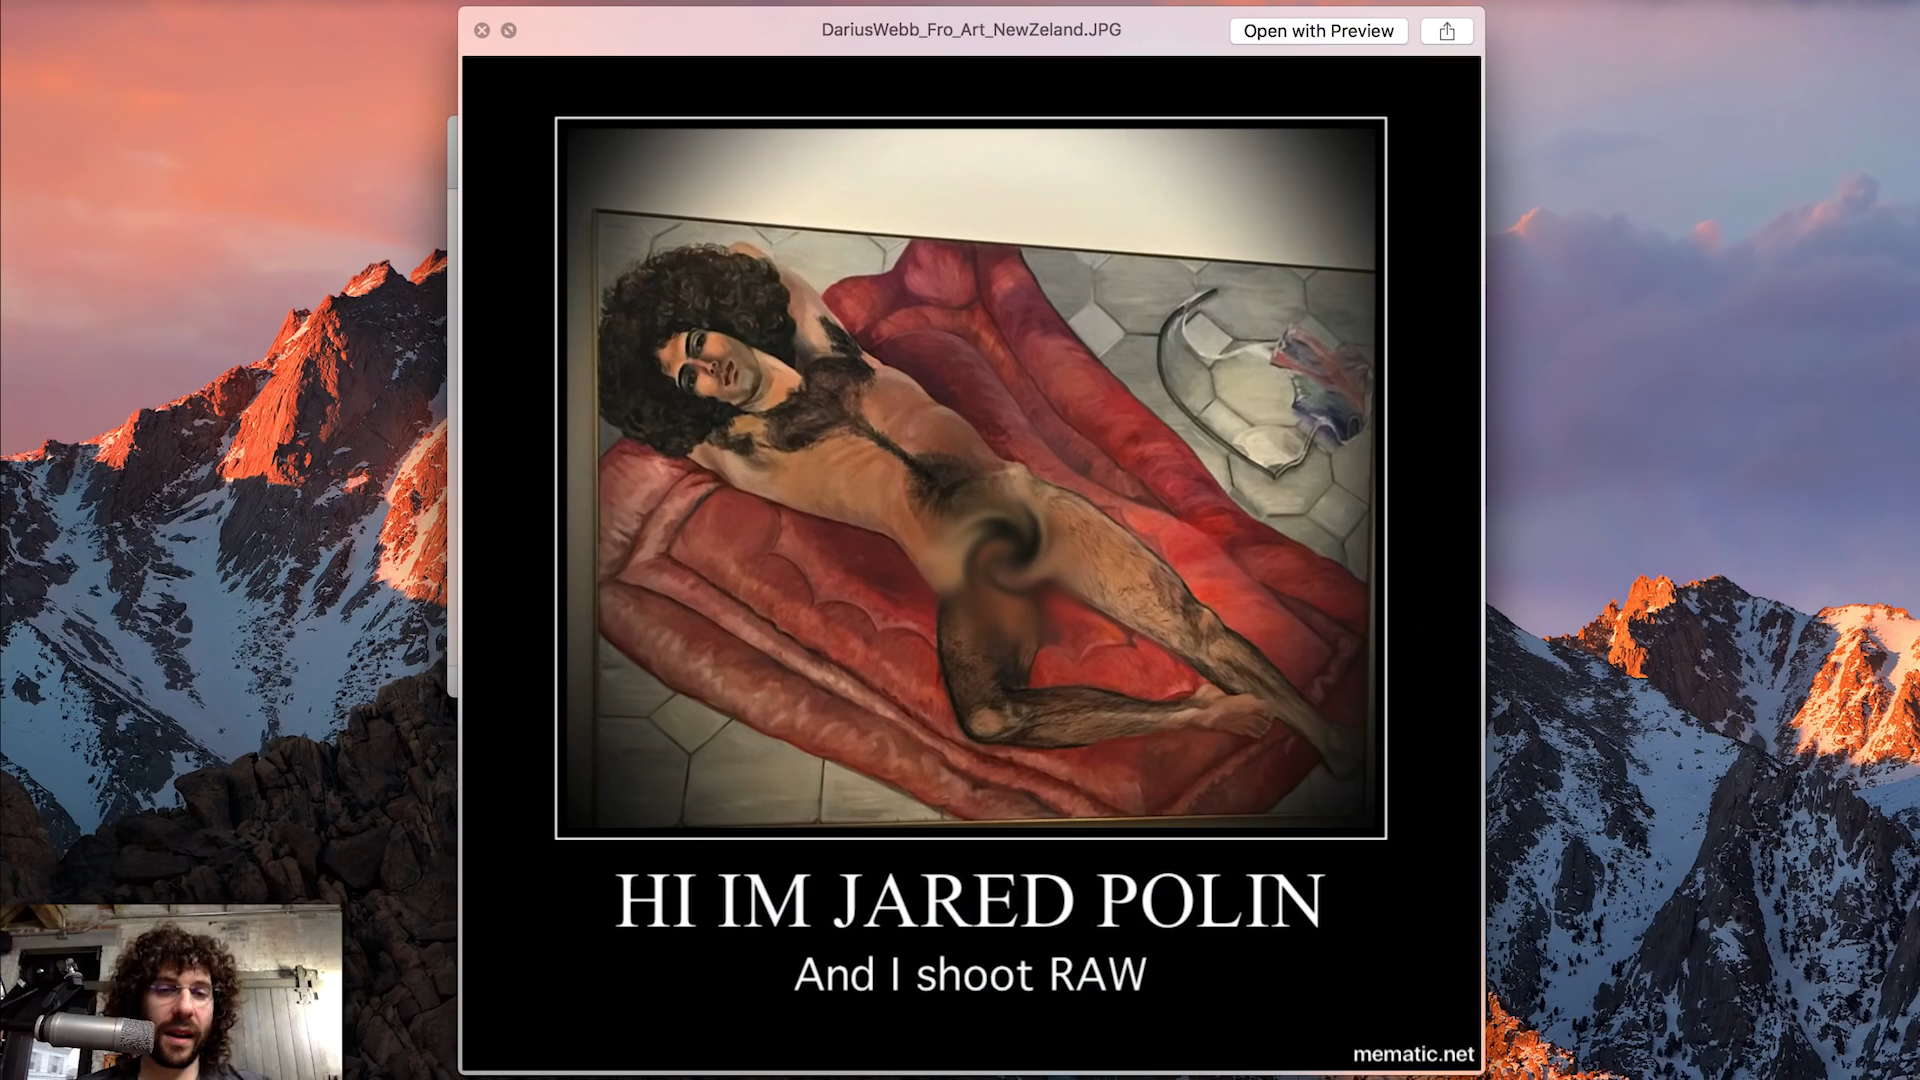 DariusWebb_Fro_Art_NewZeland.JPG
Open with Preview
HI IM JARED POLIN
And I shoot RAW
mematic.net